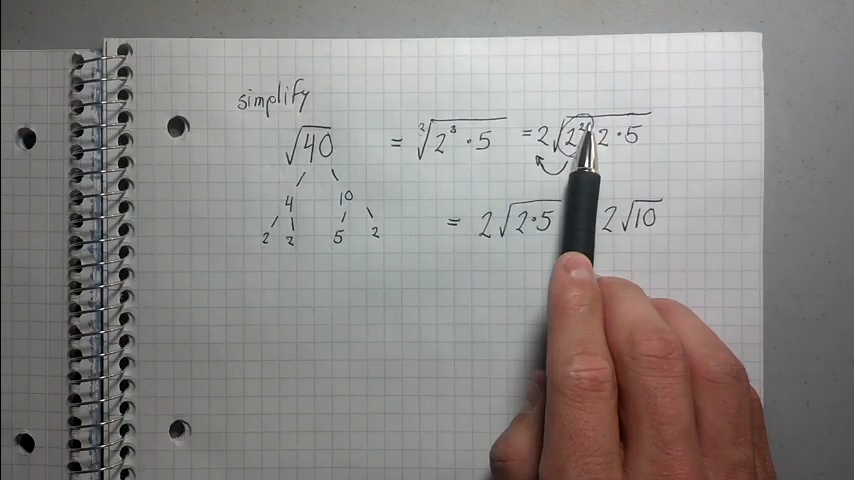 simplify
√40 = ²√2³·5 = 2√2²·2·5
4 10
2 2 5 2
= 2√2·5 2√10